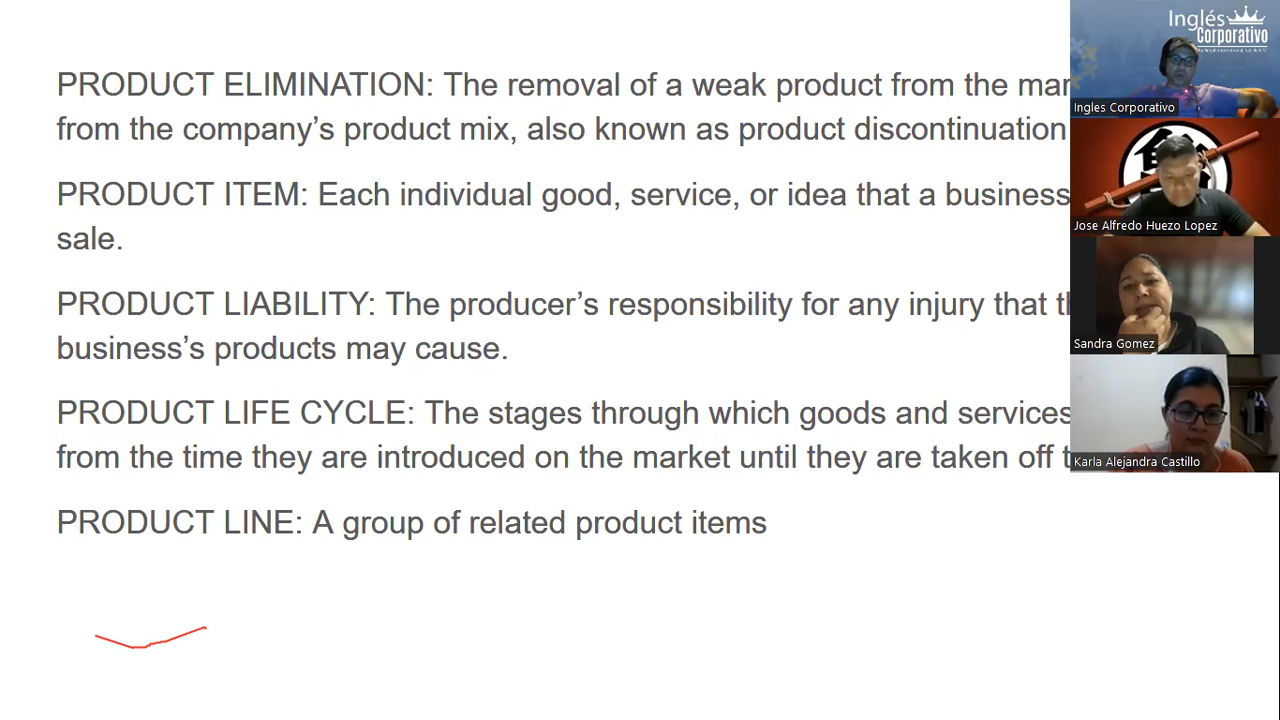 PRODUCT ELIMINATION: The removal of a weak product from the
from the company’s product mix, also known as product discontinuation
PRODUCT ITEM: Each individual good, service, or idea that a business
sale.
PRODUCT LIABILITY: The producer’s responsibility for any injury that
business’s products may cause.
PRODUCT LIFE CYCLE: The stages through which goods and services
from the time they are introduced on the market until they are taken off
PRODUCT LINE: A group of related product items
Inglés
Corporativo
Ingles Corporativo
Jose Alfredo Huezo Lopez
Sandra Gomez
Karla Alejandra Castillo